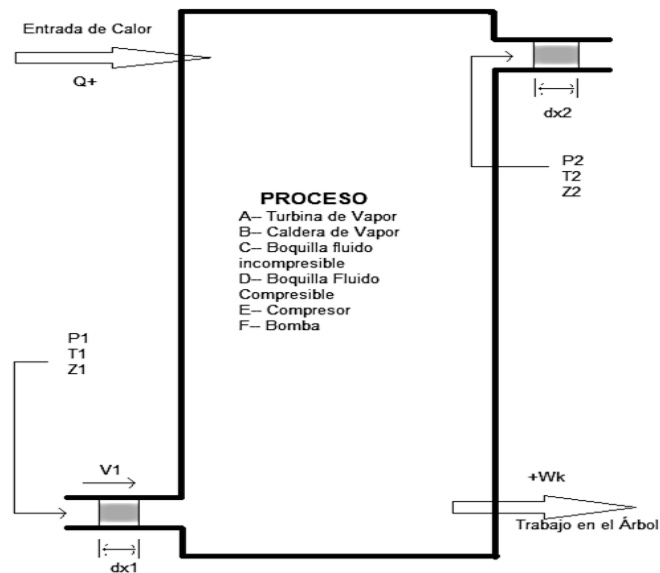 Entrada de Calor
Q+
dx2
P2
T2
Z2
PROCESO
A-- Turbina de Vapor
B-- Caldera de Vapor
C-- Boquilla fluido
incompresible
D-- Boquilla Fluido
Compresible
E-- Compresor
F-- Bomba
P1
T1
Z1
V1
dx1
+Wk
Trabajo en el Árbol